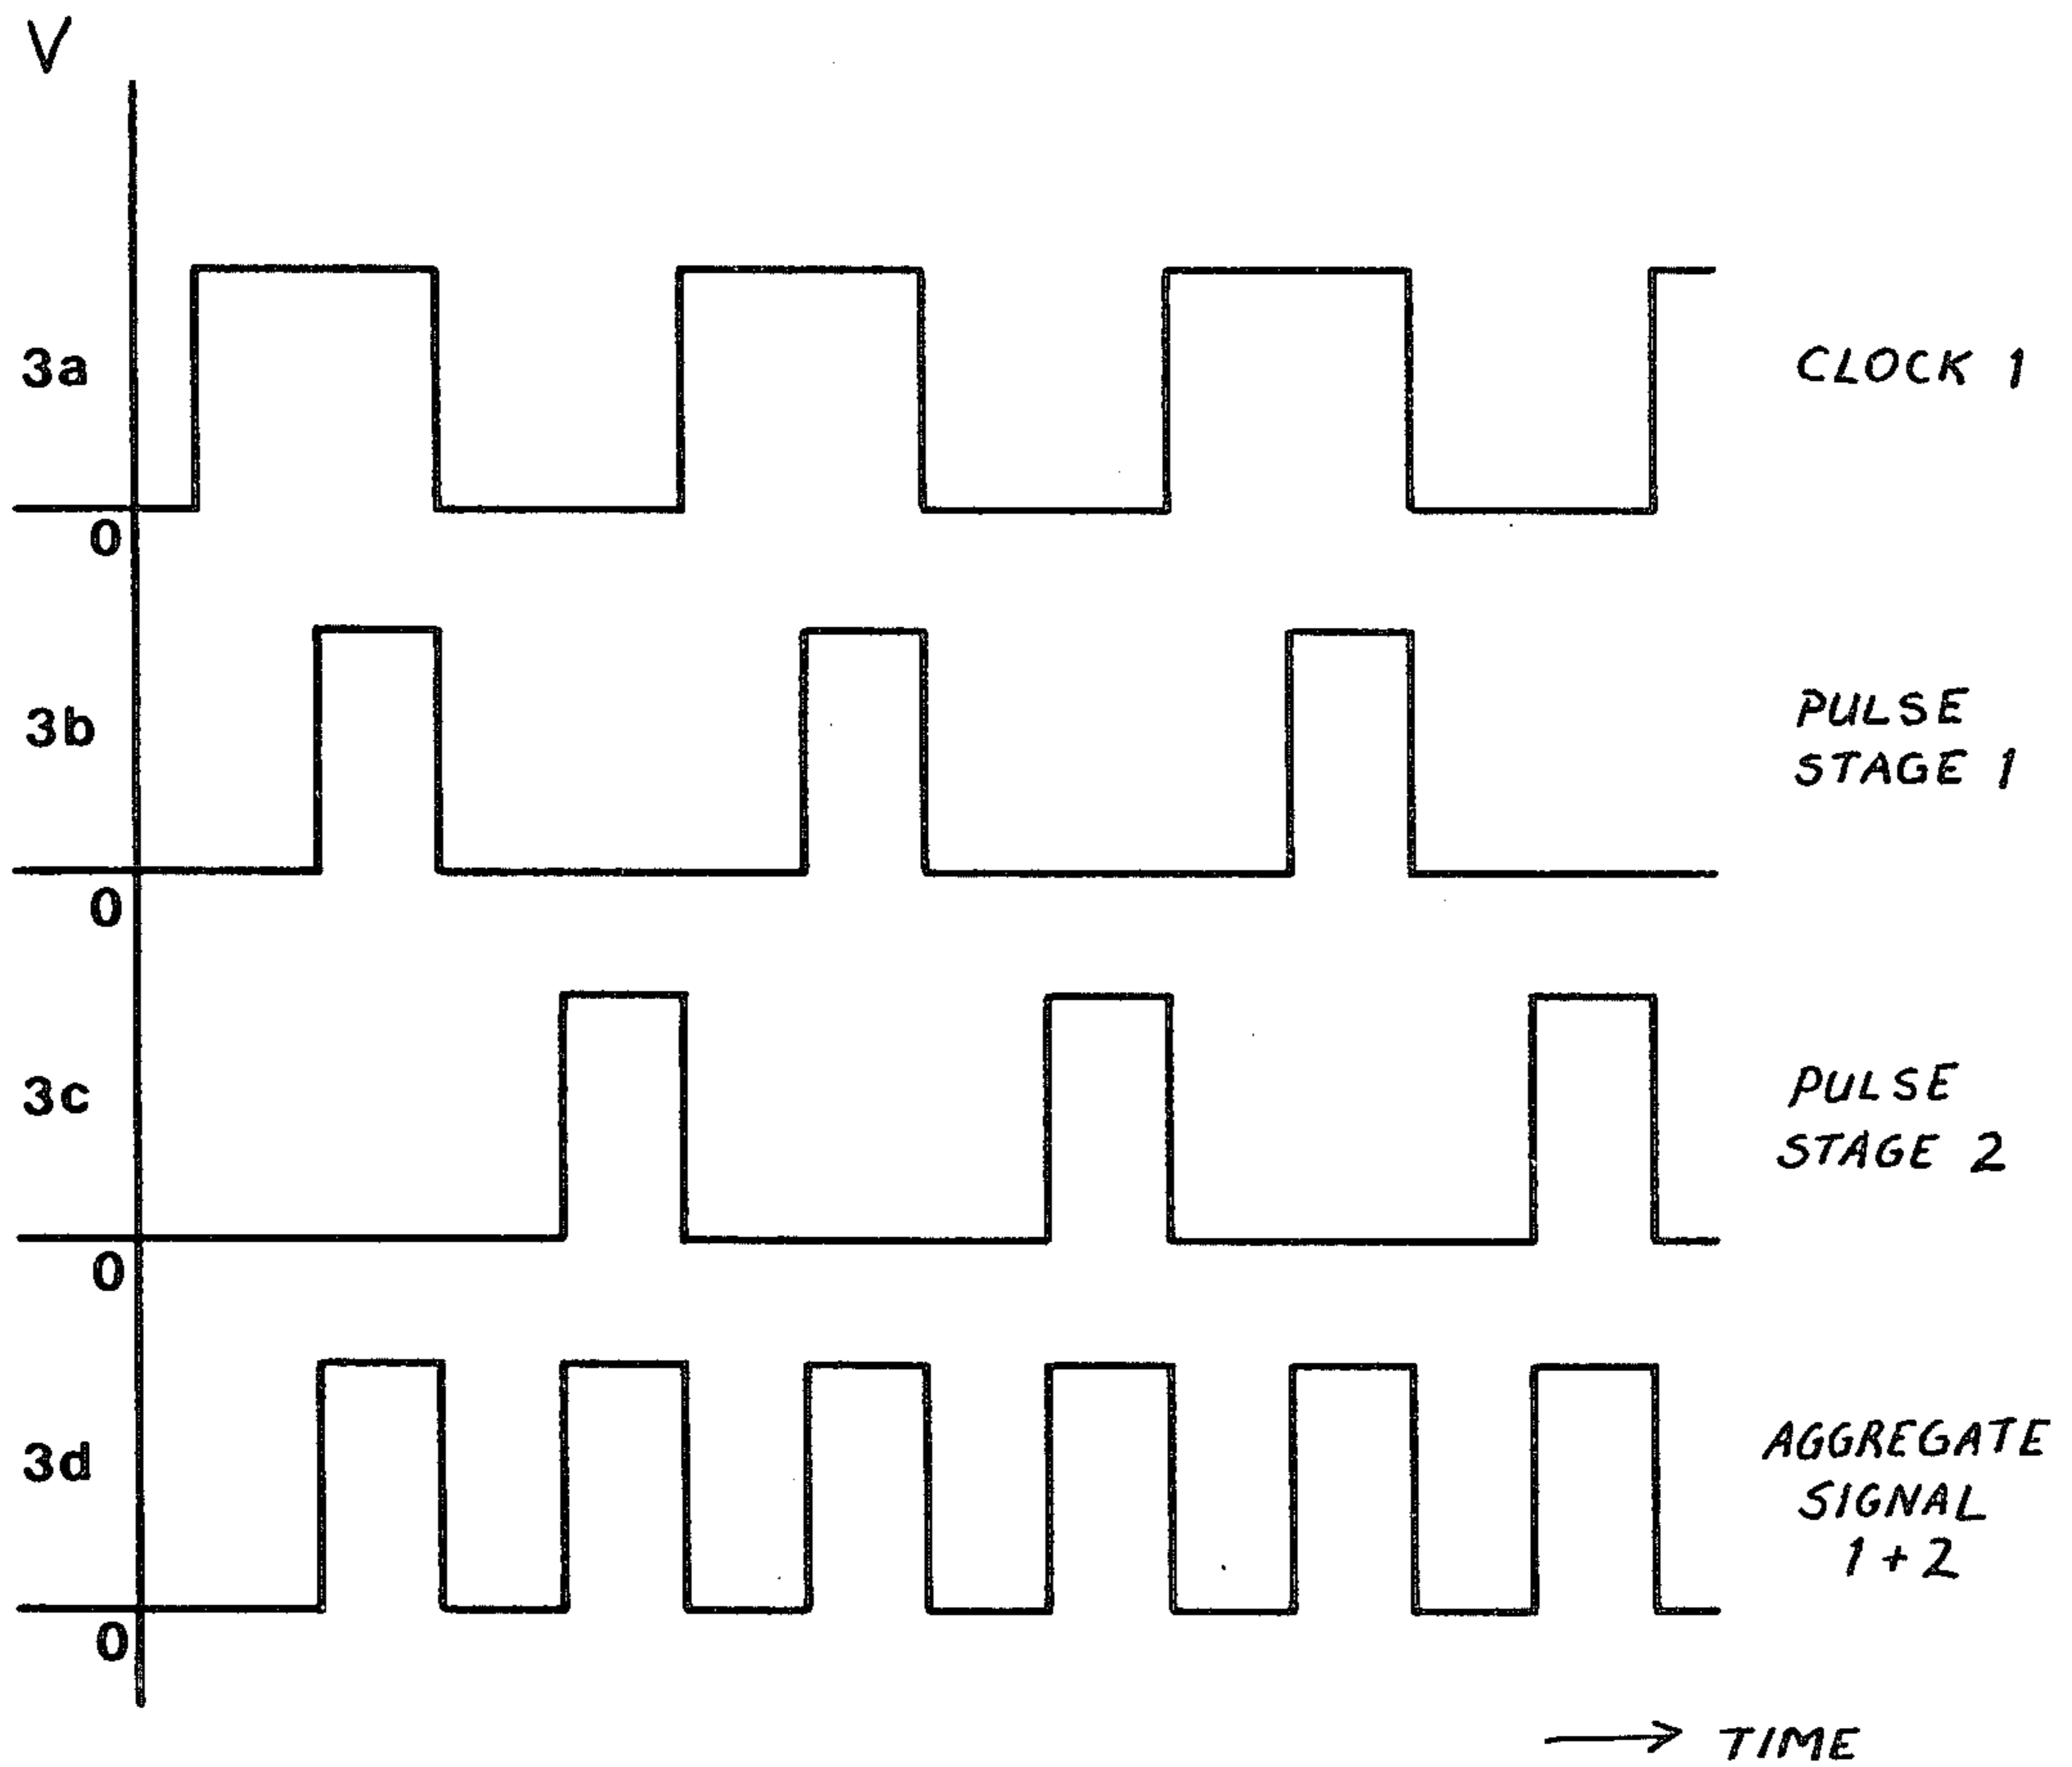 V
3a
CLOCK 1
0
3b
PULSE
STAGE 1
0
3c
PULSE
STAGE 2
0
3d
AGGREGATE
SIGNAL
1+2
0
→ TIME